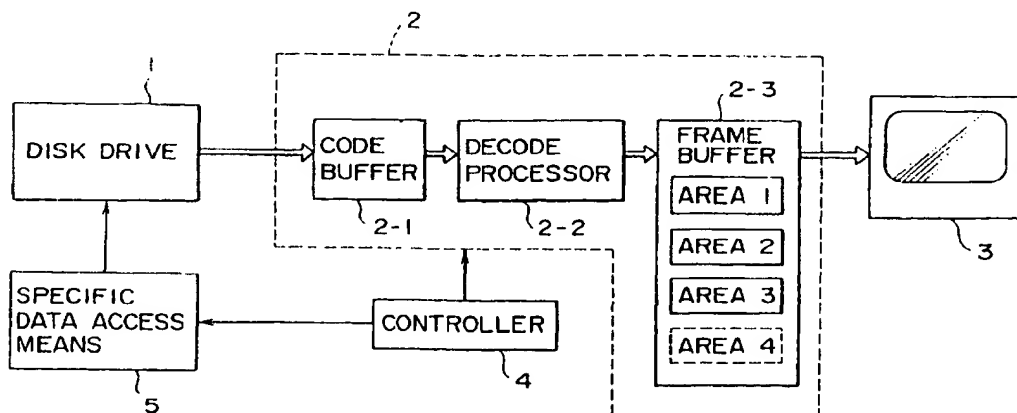 2
1
DISK DRIVE
CODE
BUFFER
2-1
DECODE
PROCESSOR
2-2
2-3
FRAME
BUFFER
AREA 1
AREA 2
AREA 3
AREA 4
3
SPECIFIC
DATA ACCESS
MEANS
5
CONTROLLER
4